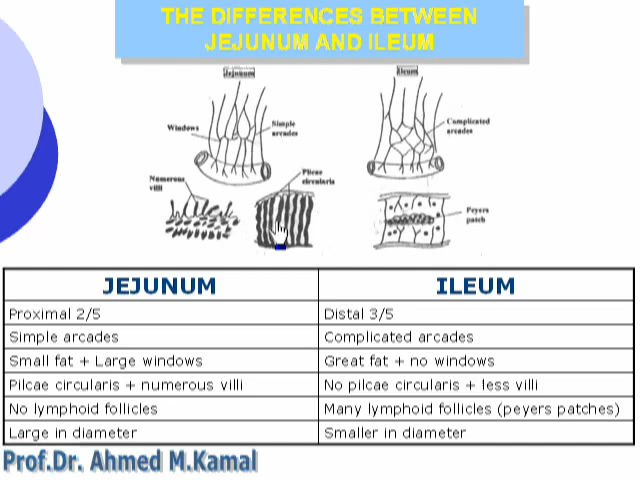 THE DIFFERENCES BETWEEN
JEJUNUM AND ILEUM
Jejunum
Ileum
Windows
Simple
arcades
Complicated
arcades
Numerous
villi
Plicae
circularis
Peyers
patch
JEJUNUM ILEUM
Proximal 2/5 Distal 3/5
Simple arcades Complicated arcades
Small fat + Large windows Great fat + no windows
Pilcae circularis + numerous villi No pilcae circularis + less villi
No lymphoid follicles Many lymphoid follicles (peyers patches)
Large in diameter Smaller in diameter
Prof.Dr. Ahmed M.Kamal